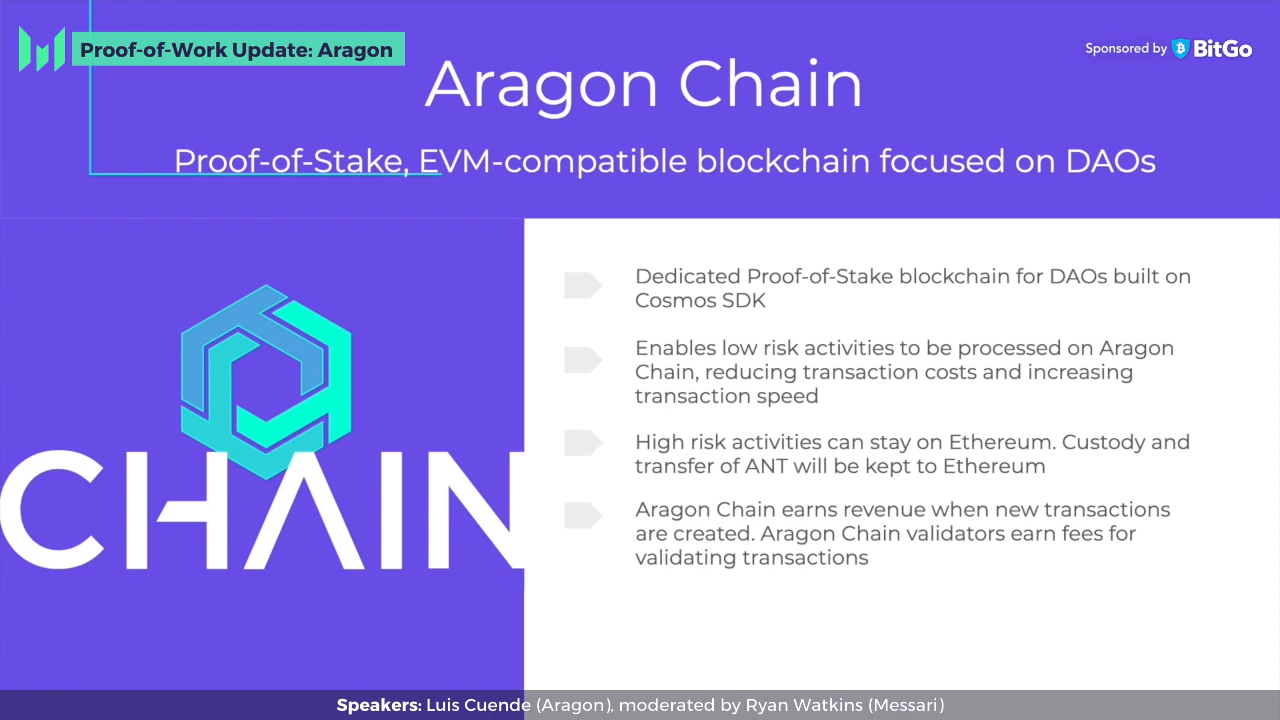 Proof-of-Work Update: Aragon
Sponsored by BitGo
Aragon Chain
Proof-of-Stake, EVM-compatible blockchain focused on DAOs
CHAIN
Dedicated Proof-of-Stake blockchain for DAOs built on
Cosmos SDK
Enables low risk activities to be processed on Aragon
Chain, reducing transaction costs and increasing
transaction speed
High risk activities can stay on Ethereum. Custody and
transfer of ANT will be kept to Ethereum
Aragon Chain earns revenue when new transactions
are created. Aragon Chain validators earn fees for
validating transactions
Speakers: Luis Cuende (Aragon), moderated by Ryan Watkins (Messari)